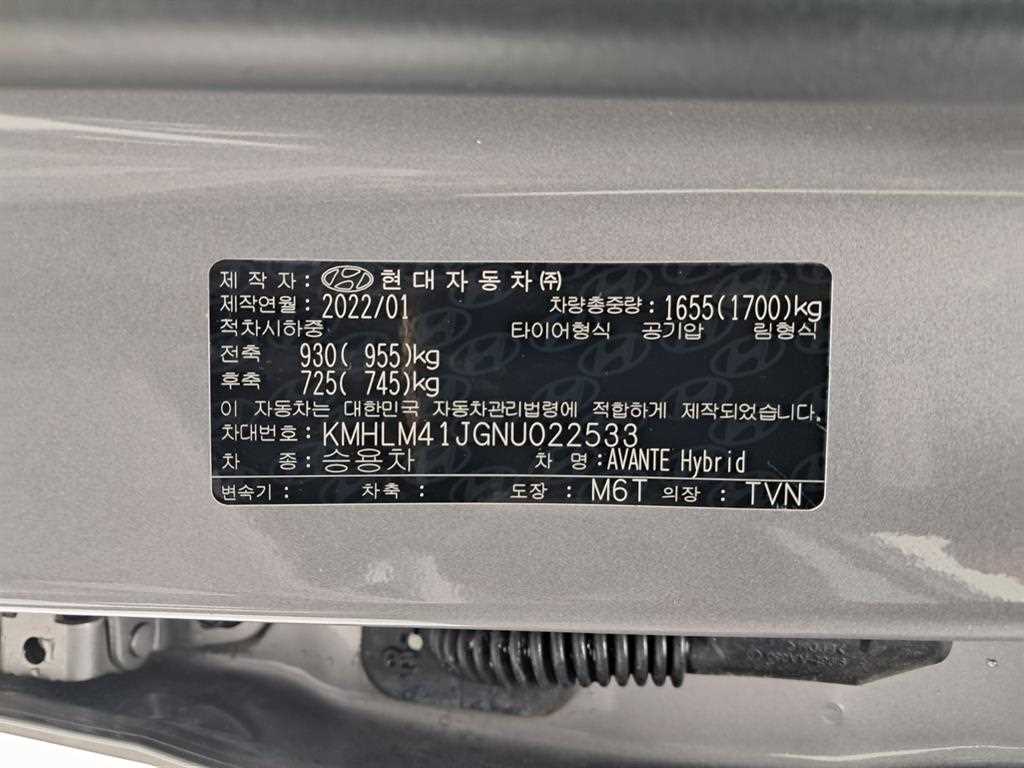 제 작 자 : 현대자동차㈜
제작연월 : 2022/01 차량총중량 : 1655(1700)kg
적차시하중 타이어형식 공기압 림형식
전축 930( 955)kg
후축 725( 745)kg
이 자동차는 대한민국 자동차관리법령에 적합하게 제작되었습니다.
차대번호 : KMHLM41JGNU022533
차 종 : 승용차 차 명 : AVANTE Hybrid
변속기 : 차축 : 도장 : M6T 의장 : TVN